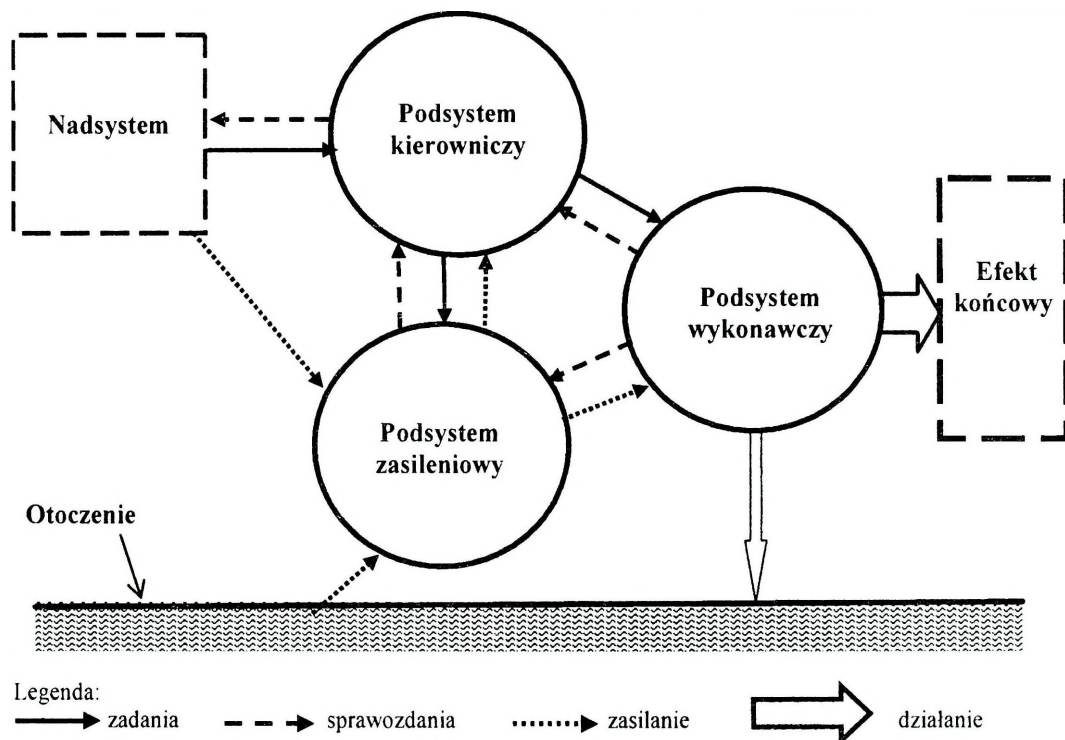 Nadsystem
Podsystem
kierowniczy
Podsystem
wykonawczy
Efekt
końcowy
Podsystem
zasileniowy
Otoczenie
Legenda:
zadania
sprawozdania
zasilanie
działanie